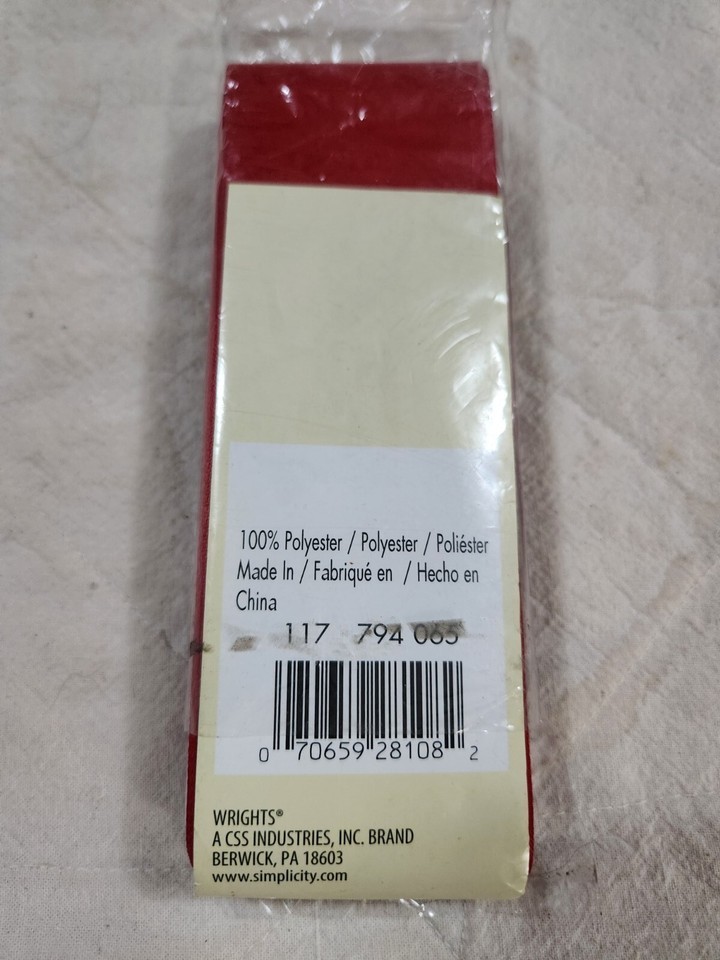 100% Polyester / Polyester / Poliéster
Made In / Fabriqué en / Hecho en
China
117 794 065
0 70659 28108 2
WRIGHTS®
A CSS INDUSTRIES, INC. BRAND
BERWICK, PA 18603
www.simplicity.com